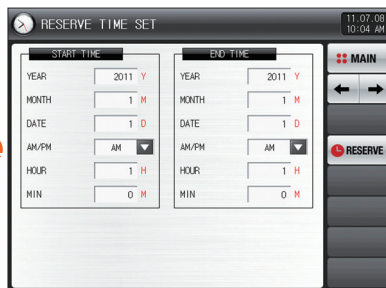 RESERVE TIME SET
11.07.08
10:04 AM
START TIME
YEAR 2011 Y
MONTH 1 M
DATE 1 D
AM/PM AM
HOUR 1 H
MIN 0 M
END TIME
YEAR 2011 Y
MONTH 1 M
DATE 1 D
AM/PM AM
HOUR 1 H
MIN 0 M
MAIN
RESERVE